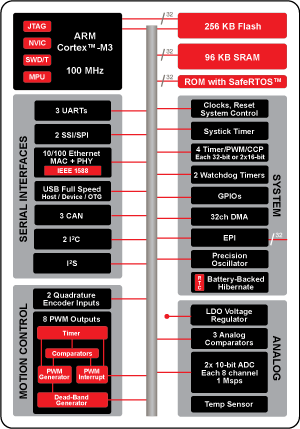 JTAG
NVIC
SWD/T
MPU
ARM
Cortex™-M3
100 MHz
32
256 KB Flash
32
96 KB SRAM
32
ROM with SafeRTOS™
SERIAL INTERFACES
3 UARTs
2 SSI/SPI
10/100 Ethernet
MAC + PHY
IEEE 1588
USB Full Speed
Host / Device / OTG
3 CAN
2 I²C
I²S
SYSTEM
Clocks, Reset
System Control
Systick Timer
4 Timer/PWM/CCP
Each 32-bit or 2x16-bit
2 Watchdog Timers
GPIOs
32ch DMA
EPI
32
Precision
Oscillator
RTC
Battery-Backed
Hibernate
MOTION CONTROL
2 Quadrature
Encoder Inputs
8 PWM Outputs
Timer
Comparators
PWM
Generator
PWM
Interrupt
Dead-Band
Generator
ANALOG
LDO Voltage
Regulator
3 Analog
Comparators
2x 10-bit ADC
Each 8 channel
1 Msps
Temp Sensor